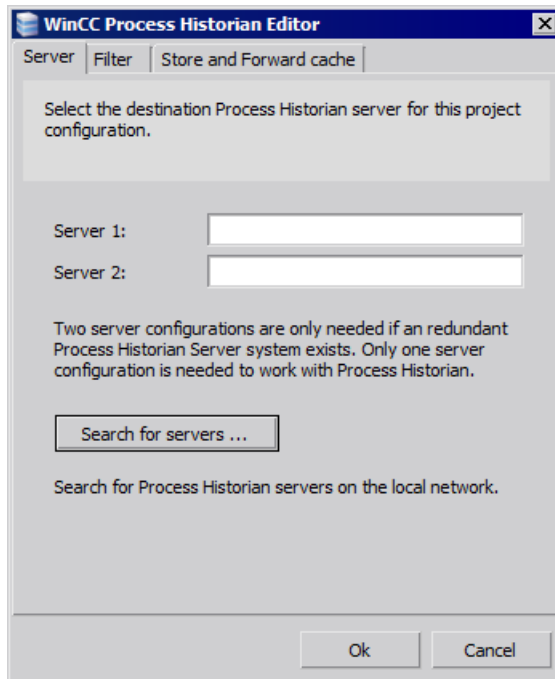 WinCC Process Historian Editor
Server
Filter
Store and Forward cache
Select the destination Process Historian server for this project
configuration.
Server 1:
Server 2:
Two server configurations are only needed if an redundant
Process Historian Server system exists. Only one server
configuration is needed to work with Process Historian.
Search for servers ...
Search for Process Historian servers on the local network.
Ok
Cancel